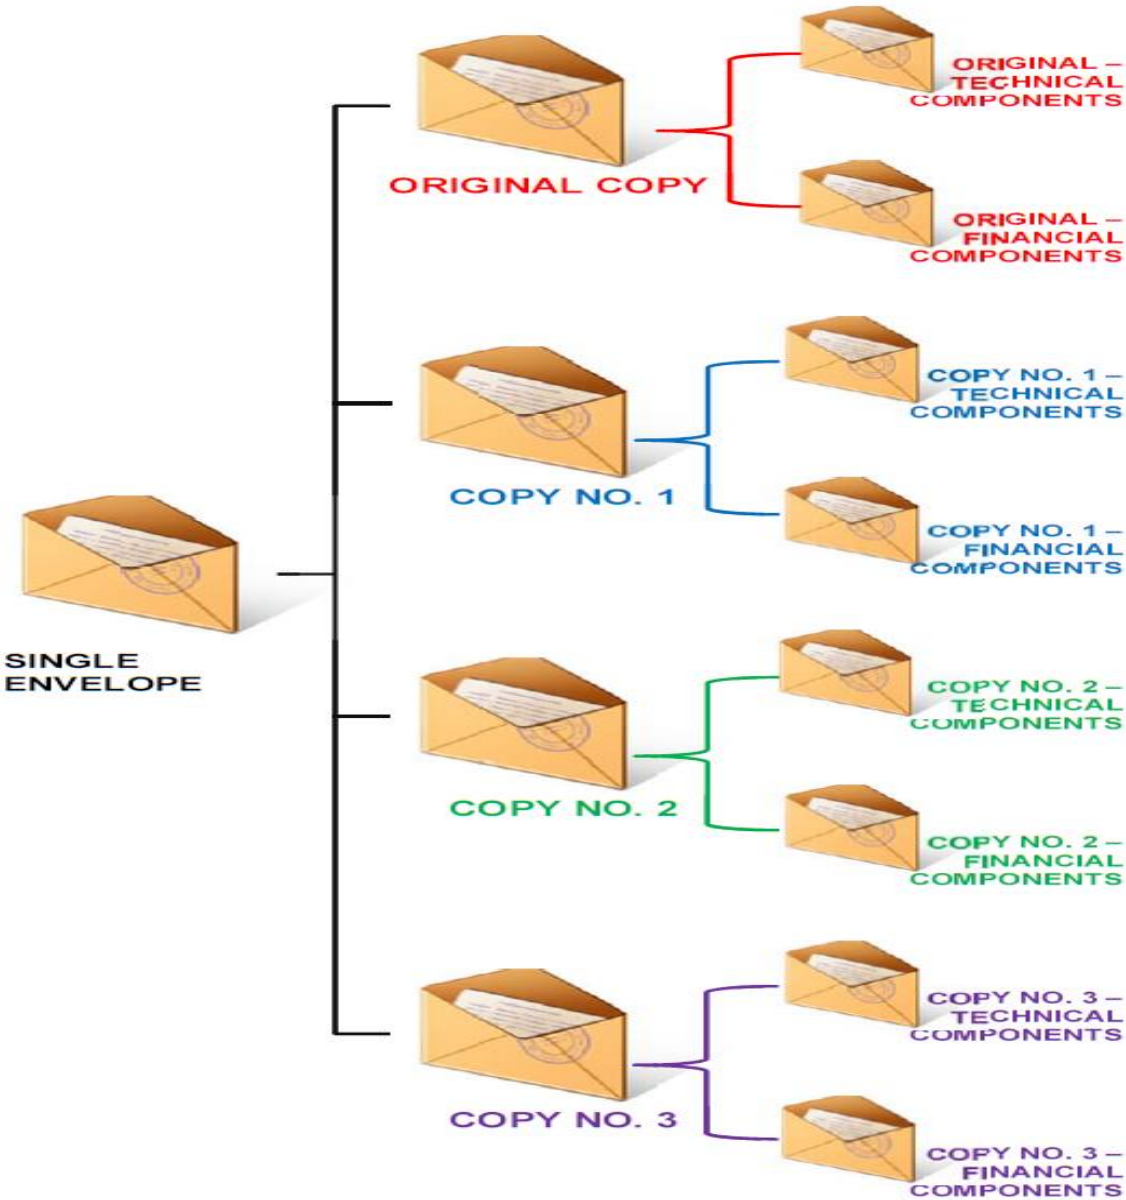 ORIGINAL –
TECHNICAL
COMPONENTS
ORIGINAL COPY
ORIGINAL –
FINANCIAL
COMPONENTS
COPY NO. 1 –
TECHNICAL
COMPONENTS
COPY NO. 1
COPY NO. 1 –
FINANCIAL
COMPONENTS
SINGLE
ENVELOPE
COPY NO. 2 –
TECHNICAL
COMPONENTS
COPY NO. 2
COPY NO. 2 –
FINANCIAL
COMPONENTS
COPY NO. 3 –
TECHNICAL
COMPONENTS
COPY NO. 3
COPY NO. 3 –
FINANCIAL
COMPONENTS